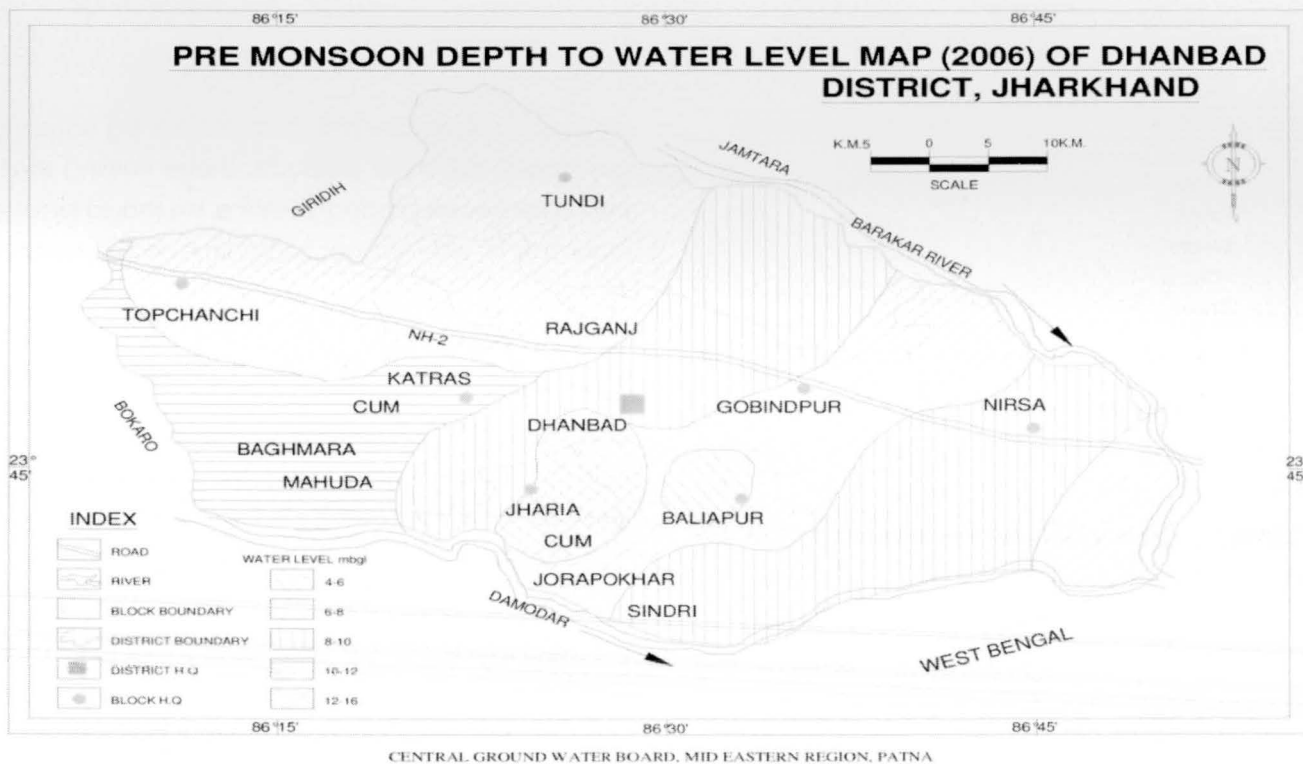 86°15' 86°30' 86°45'
PRE MONSOON DEPTH TO WATER LEVEL MAP (2006) OF DHANBAD
DISTRICT, JHARKHAND
K.M.5 0 5 10K.M.
SCALE
N
JAMTARA
GIRIDIH
TUNDI
BARAKAR RIVER
TOPCHANCHI
NH-2
RAJGANJ
KATRAS
CUM
BOKARO
DHANBAD
GOBINDPUR
NIRSA
BAGHMARA
MAHUDA
23°
45'
23
45'
JHARIA
CUM
BALIAPUR
JORAPOKHAR
SINDRI
DAMODAR
WEST BENGAL
INDEX
ROAD
RIVER
BLOCK BOUNDARY
DISTRICT BOUNDARY
DISTRICT H.Q
BLOCK H.Q
WATER LEVEL mbgl
4-6
6-8
8-10
10-12
12-16
86°15' 86°30' 86°45'
CENTRAL GROUND WATER BOARD, MID EASTERN REGION, PATNA